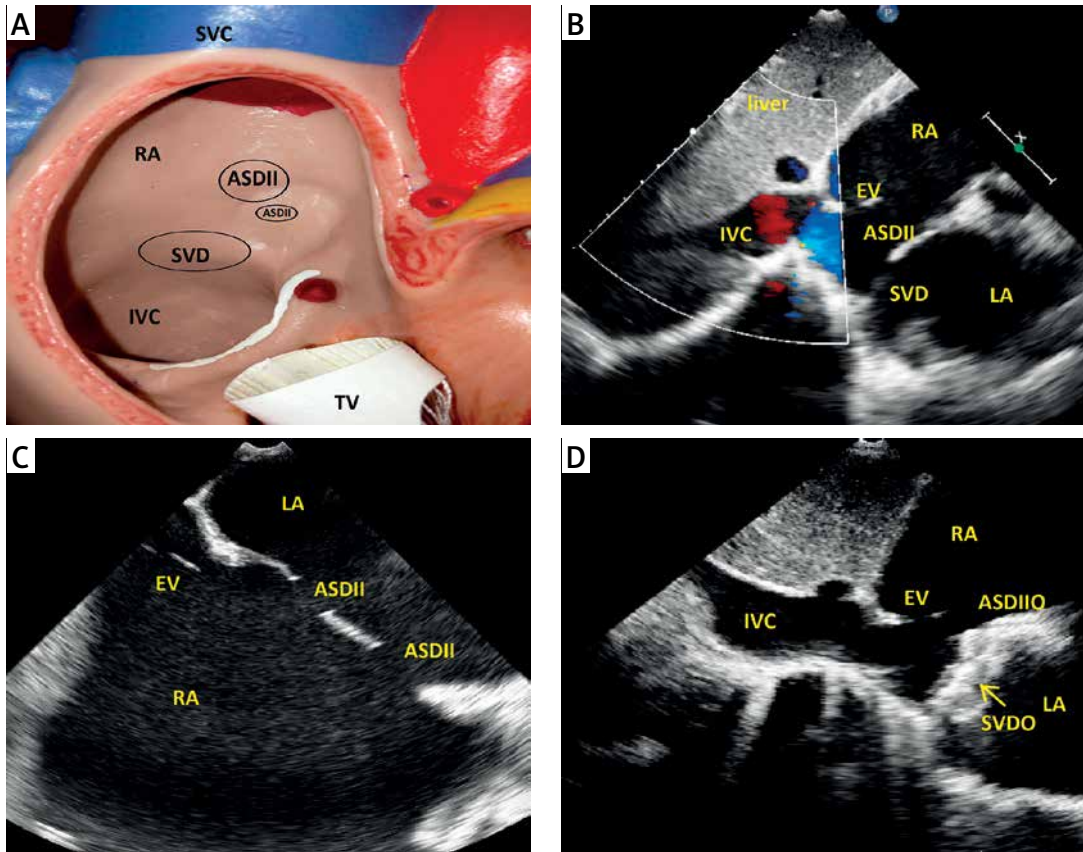 A
SVC
RA
ASDII
ASDII
SVD
IVC
TV
B
P
liver
RA
EV
IVC
ASDII
SVD
LA
X
C
LA
EV
ASDII
ASDII
RA
D
RA
EV
ASDIIO
IVC
LA
SVDO